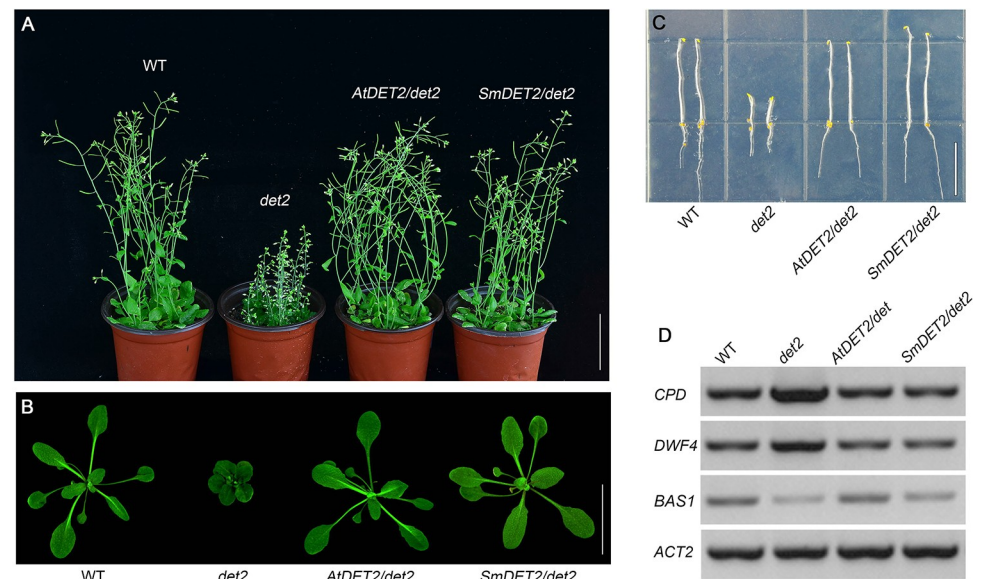 A
WT
AtDET2/det2
SmDET2/det2
det2
B
WT
det2
AtDET2/det2
SmDET2/det2
C
WT
det2
AtDET2/det2
SmDET2/det2
D
WT
det2
AtDET2/det
SmDET2/det2
CPD
DWF4
BAS1
ACT2